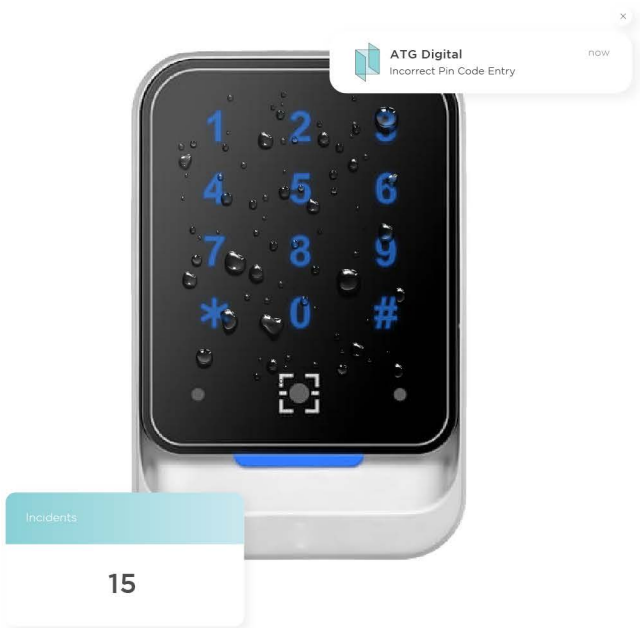 ×
ATG Digital now
Incorrect Pin Code Entry
1 2 3
4 5 6
7 8 9
* 0 #
Incidents
15